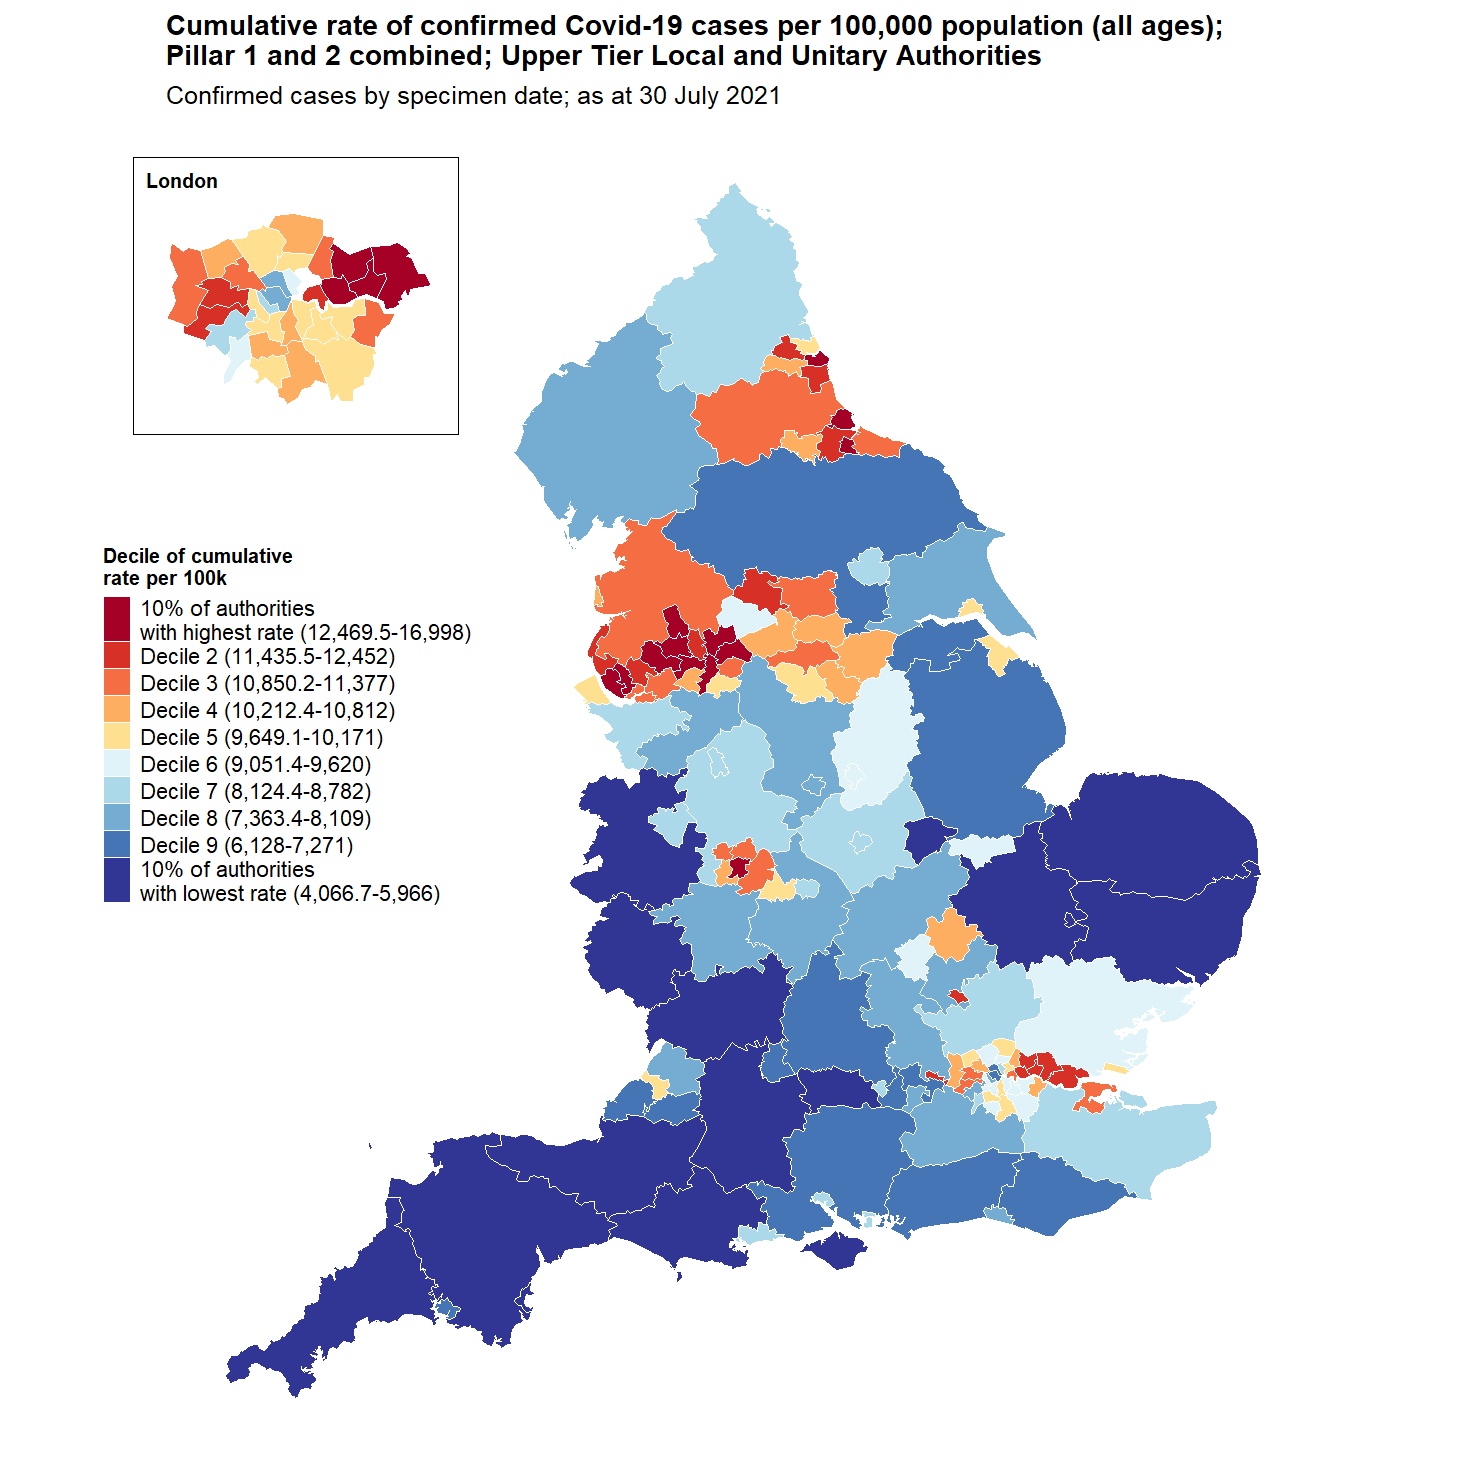 Cumulative rate of confirmed Covid-19 cases per 100,000 population (all ages);
Pillar 1 and 2 combined; Upper Tier Local and Unitary Authorities
Confirmed cases by specimen date; as at 30 July 2021
London
Decile of cumulative
rate per 100k
10% of authorities
with highest rate (12,469.5-16,998)
Decile 2 (11,435.5-12,452)
Decile 3 (10,850.2-11,377)
Decile 4 (10,212.4-10,812)
Decile 5 (9,649.1-10,171)
Decile 6 (9,051.4-9,620)
Decile 7 (8,124.4-8,782)
Decile 8 (7,363.4-8,109)
Decile 9 (6,128-7,271)
10% of authorities
with lowest rate (4,066.7-5,966)